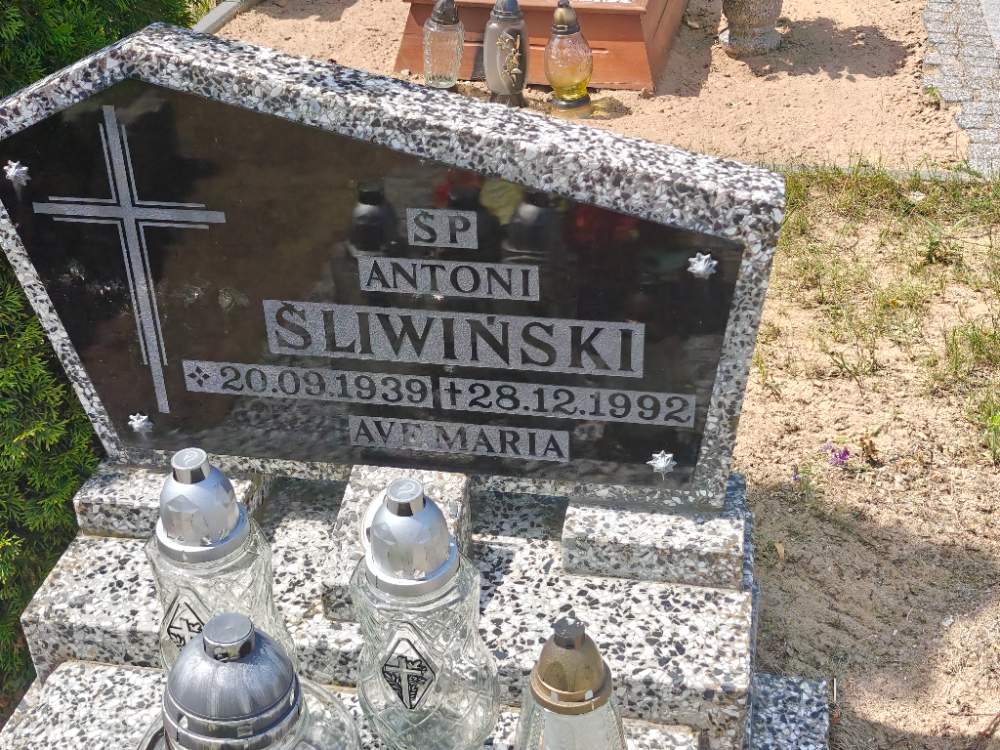 ŚP
ANTONI
ŚLIWIŃSKI
20.09.1939 28.12.1992
AVE MARIA